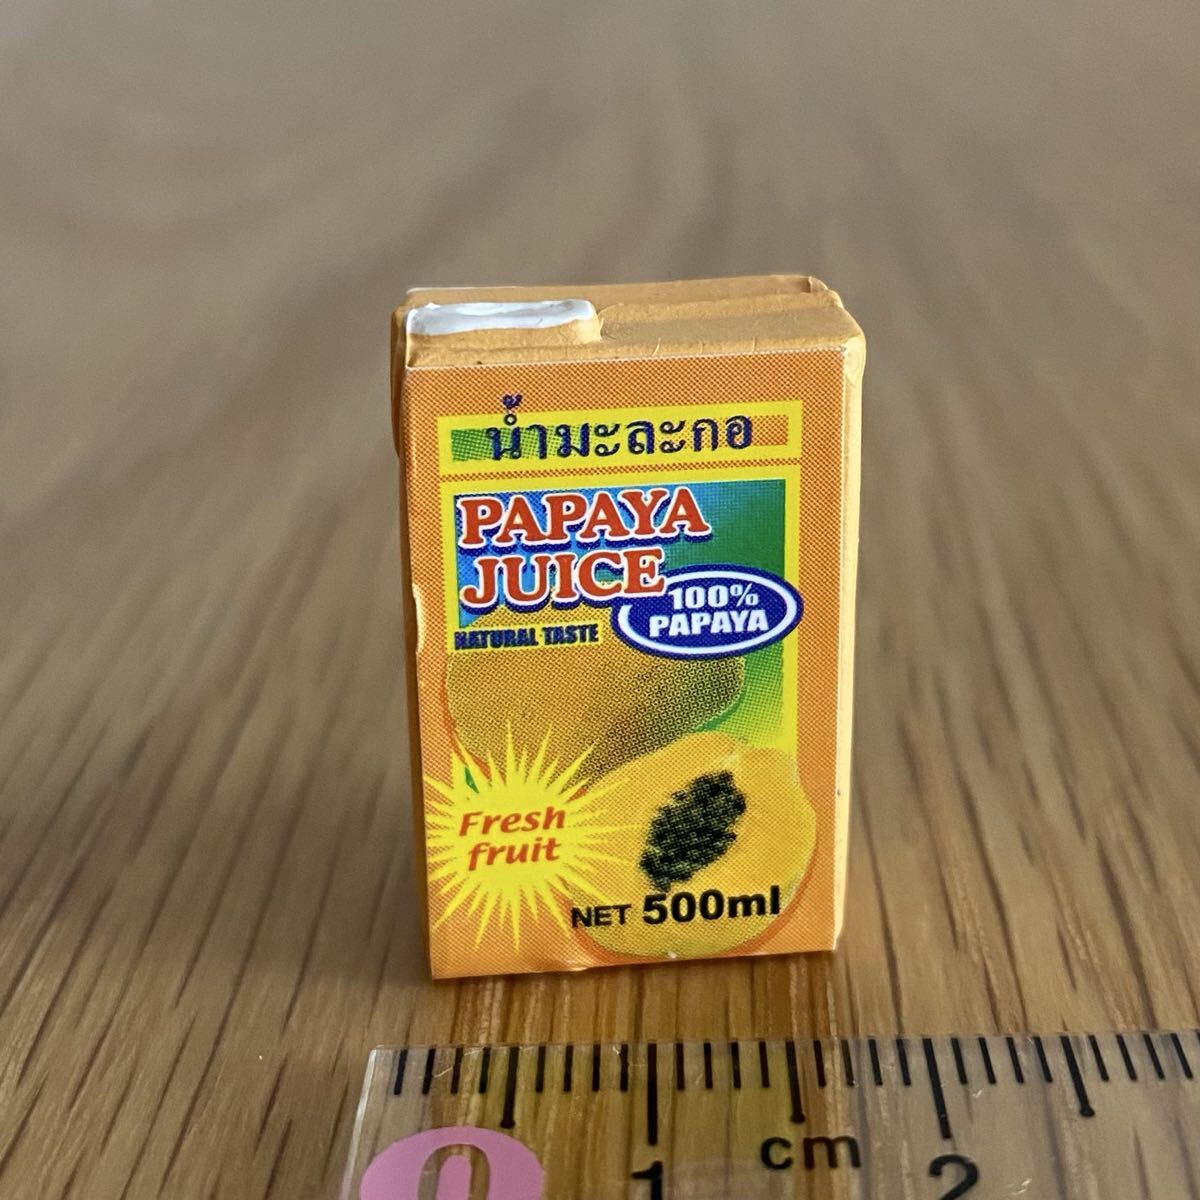 น้ำมะละกอ
PAPAYA
JUICE
100%
PAPAYA
NATURAL TASTE
Fresh
fruit
NET 500ml
0
1
cm
2